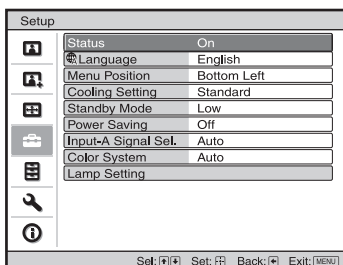 Setup
Status On
Language English
Menu Position Bottom Left
Cooling Setting Standard
Standby Mode Low
Power Saving Off
Input-A Signal Sel. Auto
Color System Auto
Lamp Setting
Sel: Set: Back: Exit: MENU